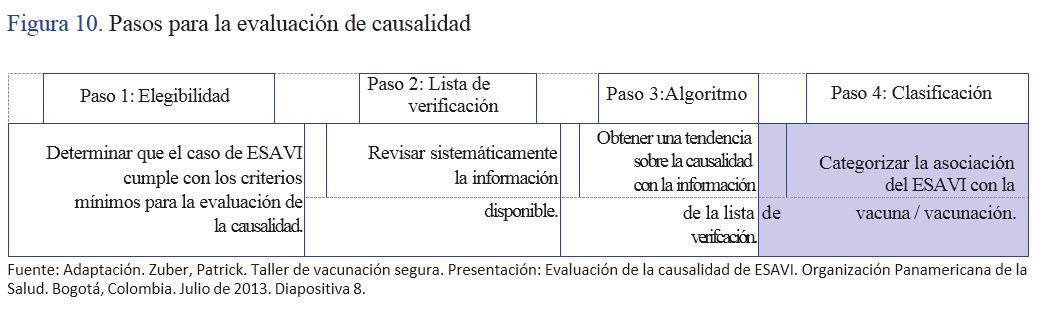 Figura 10. Pasos para la evaluación de causalidad
Paso 1: Elegibilidad
Paso 2: Lista de
verificación
Paso 3:Algoritmo
Paso 4: Clasificación
Determinar que el caso de ESAVI
cumple con los criterios
mínimos para la evaluación de
la causalidad.
Revisar sistemáticamente
la información
disponible.
Obtener una tendencia
sobre la causalidad
con la información
de la lista de
verifcación.
Categorizar la asociación
del ESAVI con la
vacuna / vacunación.
Fuente: Adaptación. Zuber, Patrick. Taller de vacunación segura. Presentación: Evaluación de la causalidad de ESAVI. Organización Panamericana de la
Salud. Bogotá, Colombia. Julio de 2013. Diapositiva 8.